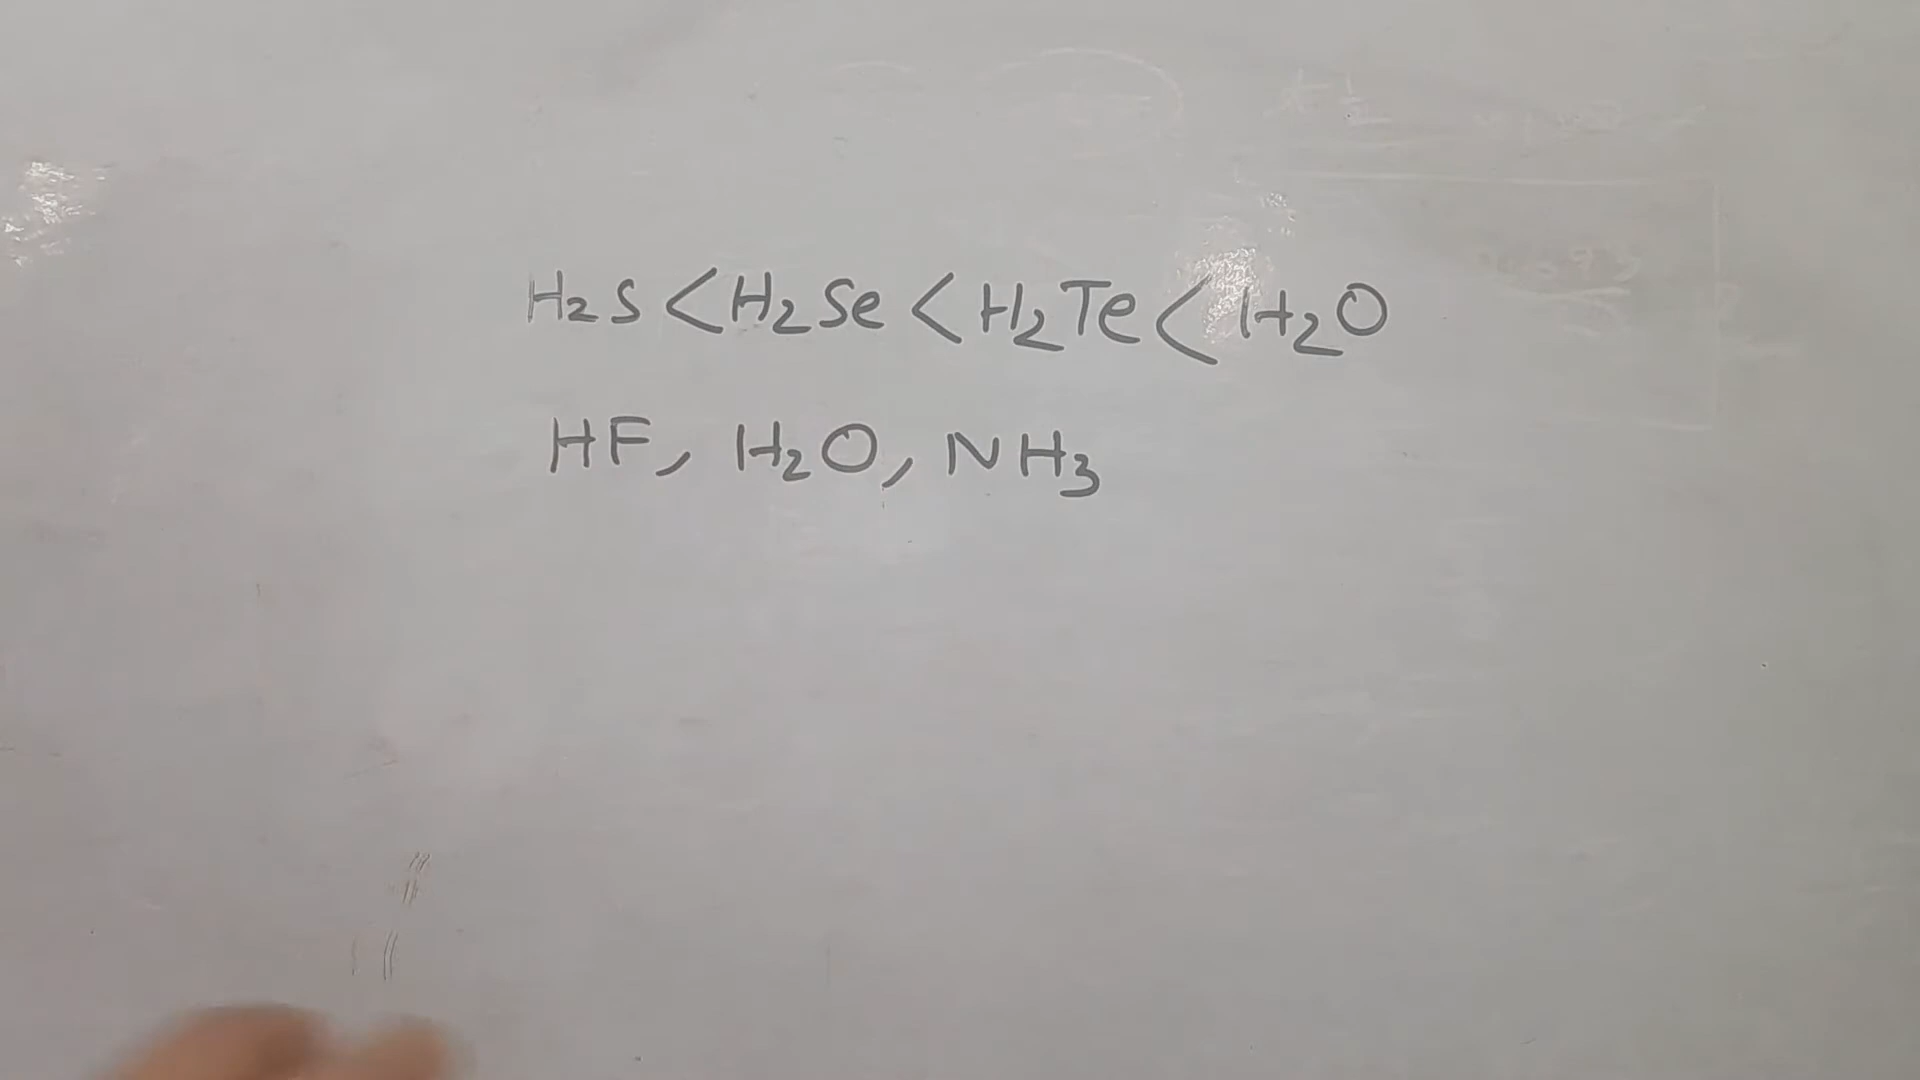 H₂S < H₂Se < H₂Te < H₂O
HF, H₂O, NH₃